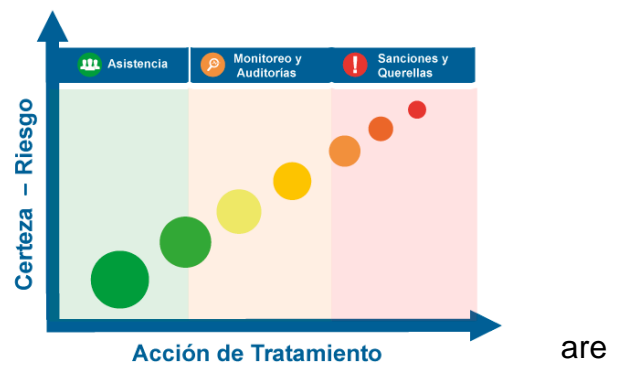 Asistencia
Monitoreo y
Auditorías
Sanciones y
Querellas
Certeza – Riesgo
Acción de Tratamiento
are